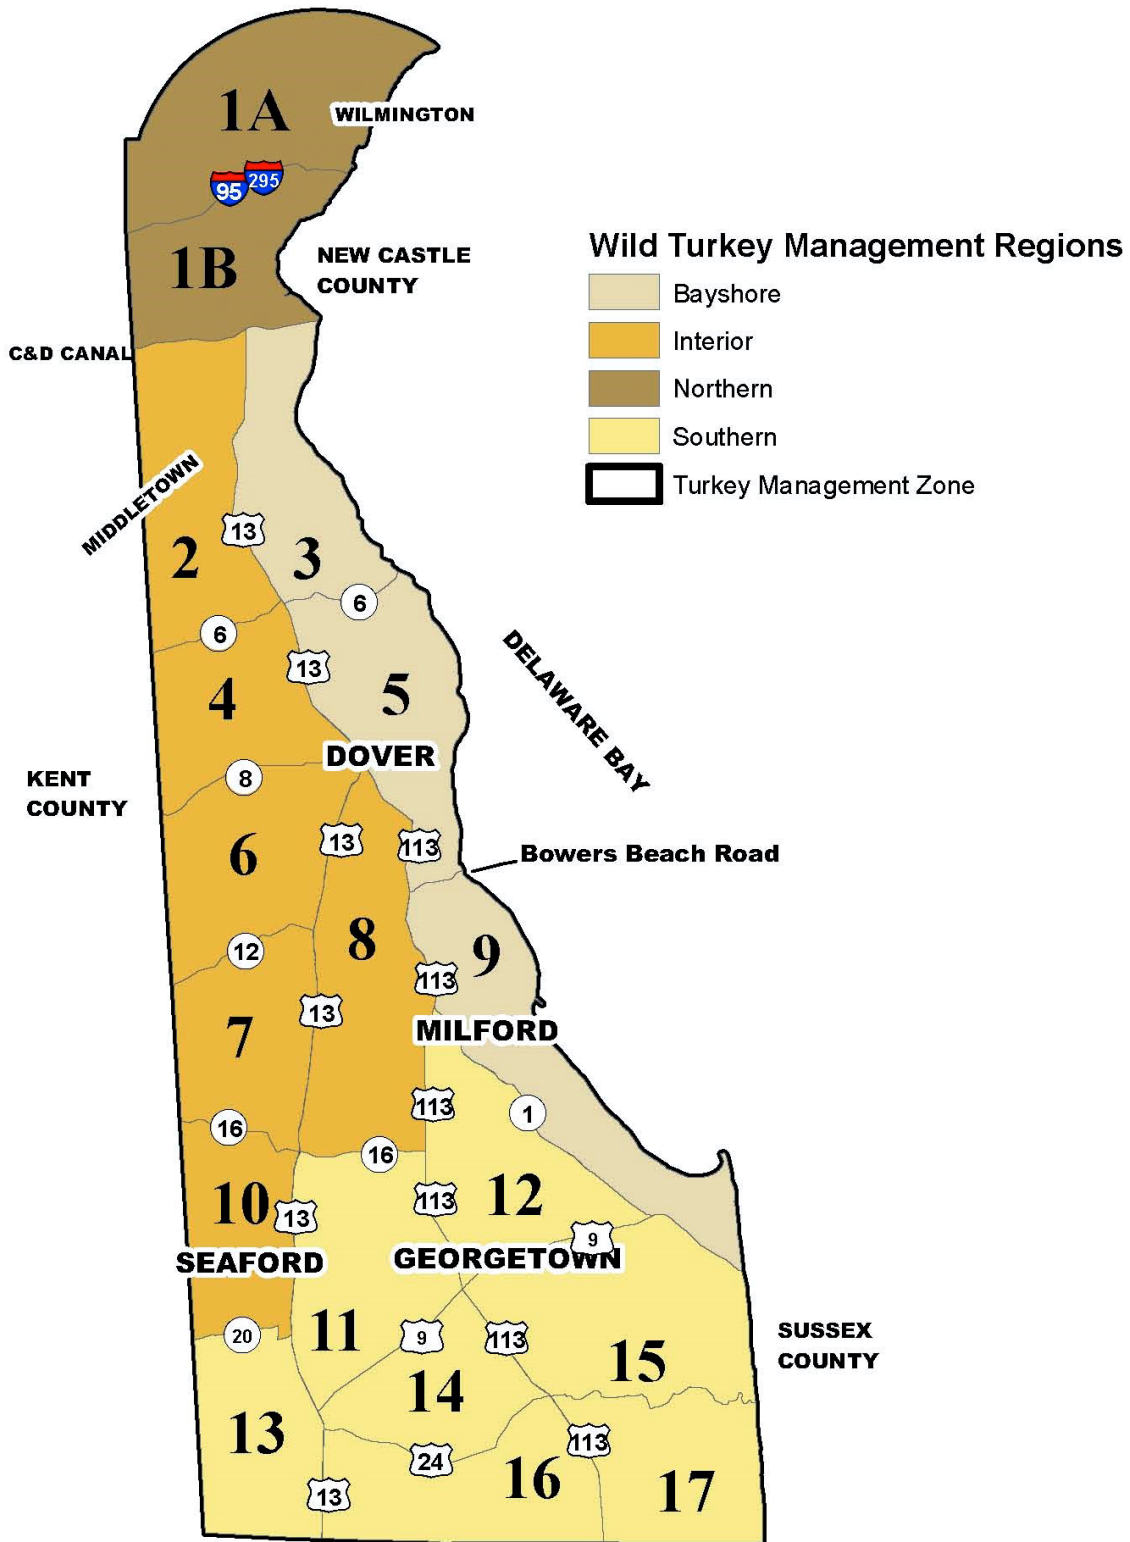 1A
WILMINGTON
95
295
1B
NEW CASTLE
COUNTY
Wild Turkey Management Regions
Bayshore
Interior
Northern
Southern
Turkey Management Zone
C&D CANAL
MIDDLETOWN
13
2
3
6
6
13
DELAWARE BAY
4
5
DOVER
KENT
COUNTY
8
13
113
Bowers Beach Road
6
8
9
12
113
13
7
MILFORD
113
1
16
16
10
13
113
12
9
SEAFORD
GEORGETOWN
20
11
9
113
SUSSEX
COUNTY
15
14
13
113
24
16
17
13